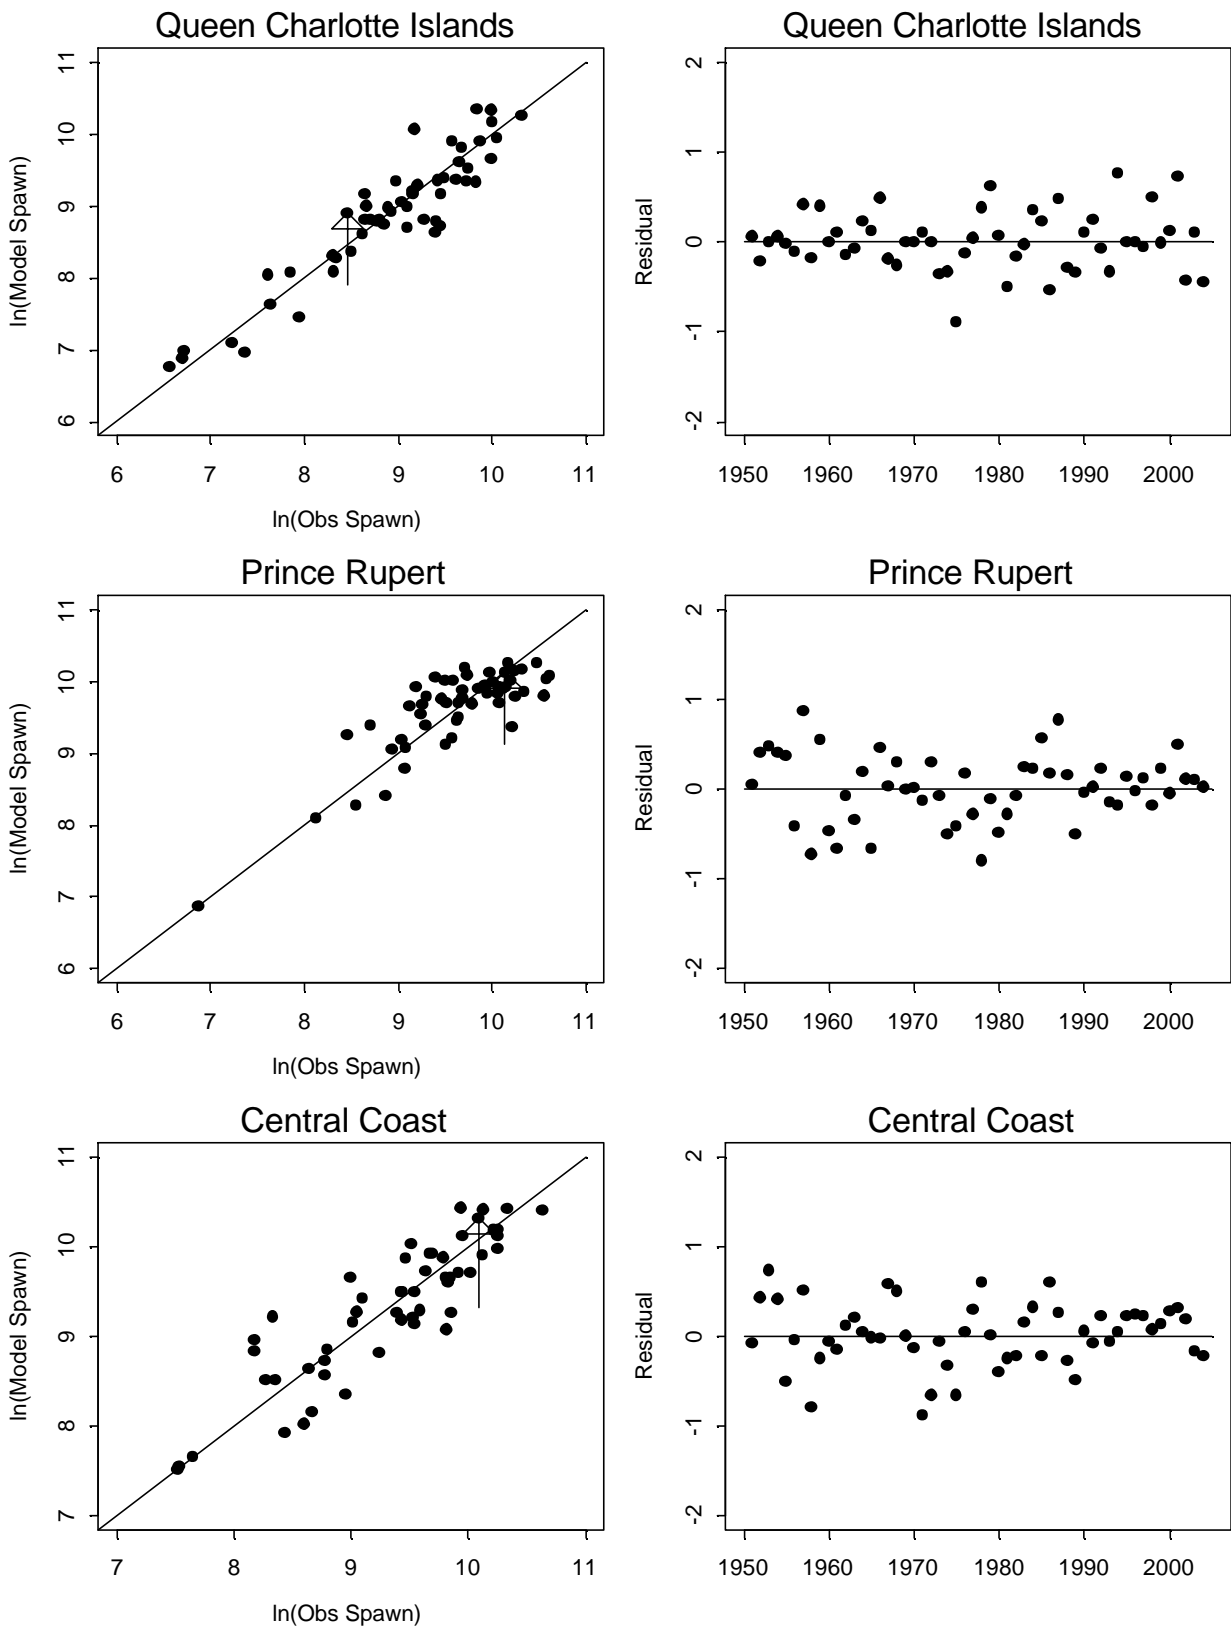 Queen Charlotte Islands
ln(Model Spawn)
11
10
9
8
7
6
6 7 8 9 10 11
ln(Obs Spawn)
Queen Charlotte Islands
Residual
2
1
0
-1
-2
1950 1960 1970 1980 1990 2000
Prince Rupert
ln(Model Spawn)
11
10
9
8
7
6
6 7 8 9 10 11
ln(Obs Spawn)
Prince Rupert
Residual
2
1
0
-1
-2
1950 1960 1970 1980 1990 2000
Central Coast
ln(Model Spawn)
11
10
9
8
7
7 8 9 10 11
ln(Obs Spawn)
Central Coast
Residual
2
1
0
-1
-2
1950 1960 1970 1980 1990 2000